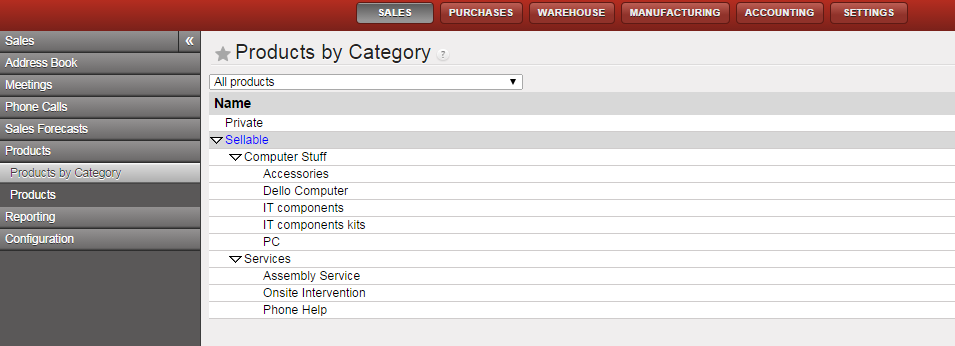 SALES PURCHASES WAREHOUSE MANUFACTURING ACCOUNTING SETTINGS
Sales «
Address Book
Meetings
Phone Calls
Sales Forecasts
Products
Products by Category
Products
Reporting
Configuration
Products by Category ?
All products
Name
Private
Sellable
Computer Stuff
Accessories
Dello Computer
IT components
IT components kits
PC
Services
Assembly Service
Onsite Intervention
Phone Help